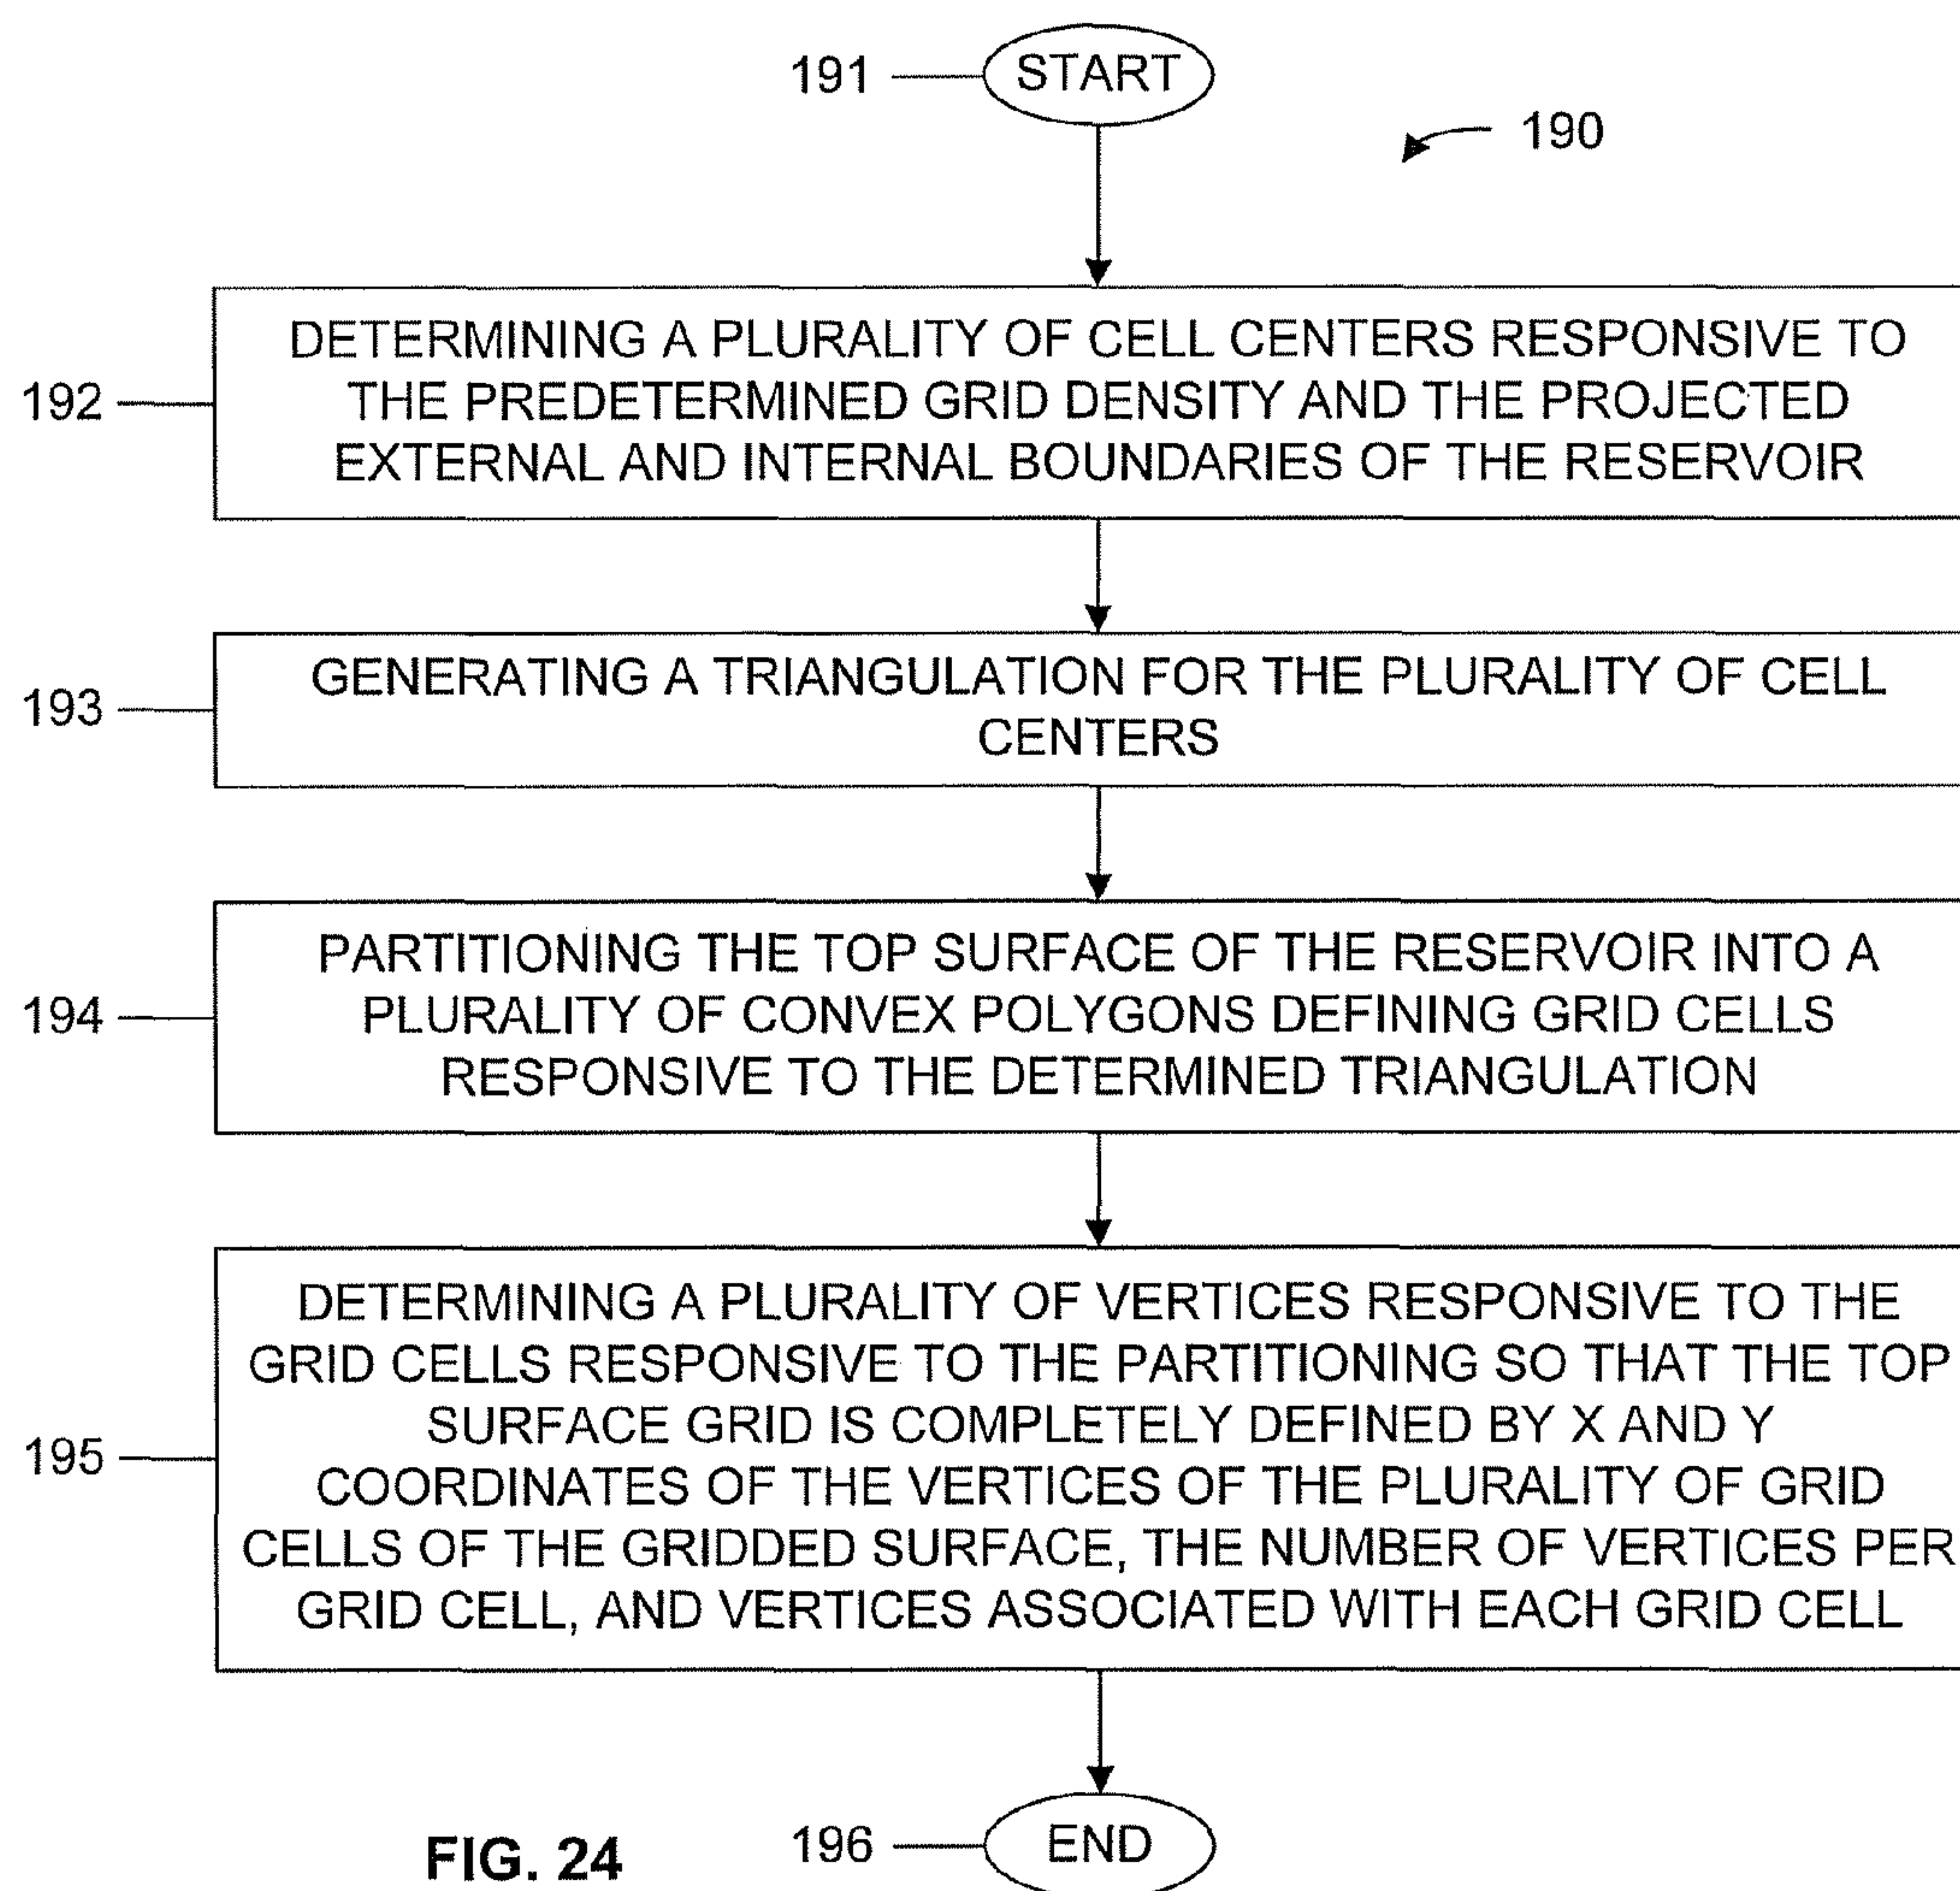 191
START
190
192
DETERMINING A PLURALITY OF CELL CENTERS RESPONSIVE TO
THE PREDETERMINED GRID DENSITY AND THE PROJECTED
EXTERNAL AND INTERNAL BOUNDARIES OF THE RESERVOIR
193
GENERATING A TRIANGULATION FOR THE PLURALITY OF CELL
CENTERS
194
PARTITIONING THE TOP SURFACE OF THE RESERVOIR INTO A
PLURALITY OF CONVEX POLYGONS DEFINING GRID CELLS
RESPONSIVE TO THE DETERMINED TRIANGULATION
195
DETERMINING A PLURALITY OF VERTICES RESPONSIVE TO THE
GRID CELLS RESPONSIVE TO THE PARTITIONING SO THAT THE TOP
SURFACE GRID IS COMPLETELY DEFINED BY X AND Y
COORDINATES OF THE VERTICES OF THE PLURALITY OF GRID
CELLS OF THE GRIDDED SURFACE, THE NUMBER OF VERTICES PER
GRID CELL, AND VERTICES ASSOCIATED WITH EACH GRID CELL
196
END
FIG. 24